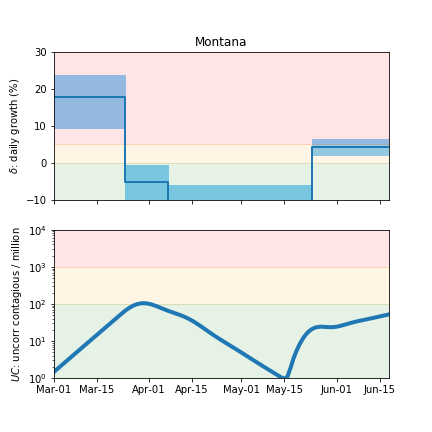 Montana
δ: daily growth (%)
30
20
10
0
−10
UC: uncorr contagious / million
10⁴
10³
10²
10¹
10⁰
Mar-01 Mar-15 Apr-01 Apr-15 May-01 May-15 Jun-01 Jun-15